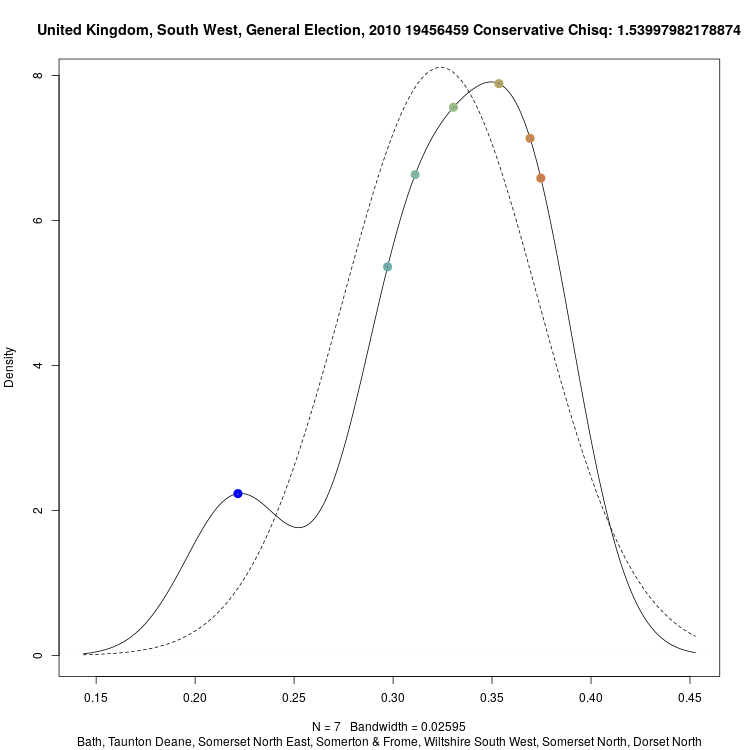 United Kingdom, South West, General Election, 2010 19456459 Conservative Chisq: 1.53997982178874
8
6
4
2
0
Density
0.15 0.20 0.25 0.30 0.35 0.40 0.45
N = 7 Bandwidth = 0.02595
Bath, Taunton Deane, Somerset North East, Somerton & Frome, Wiltshire South West, Somerset North, Dorset North